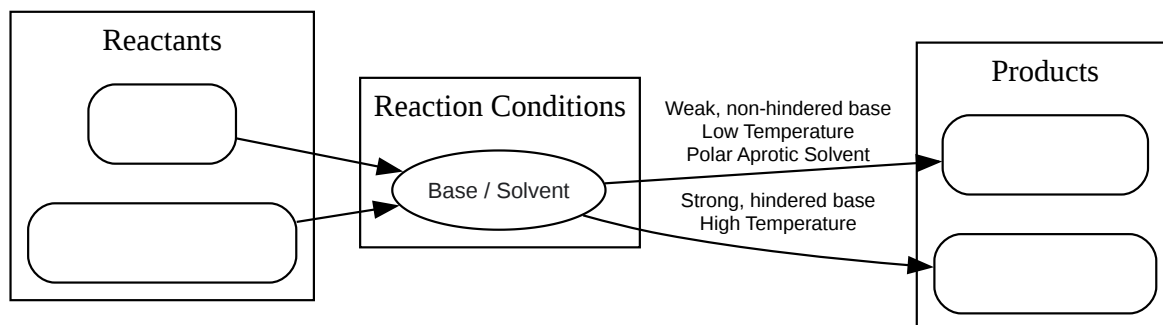 Reactants
Reaction Conditions
Base / Solvent
Weak, non-hindered base
Low Temperature
Polar Aprotic Solvent
Strong, hindered base
High Temperature
Products